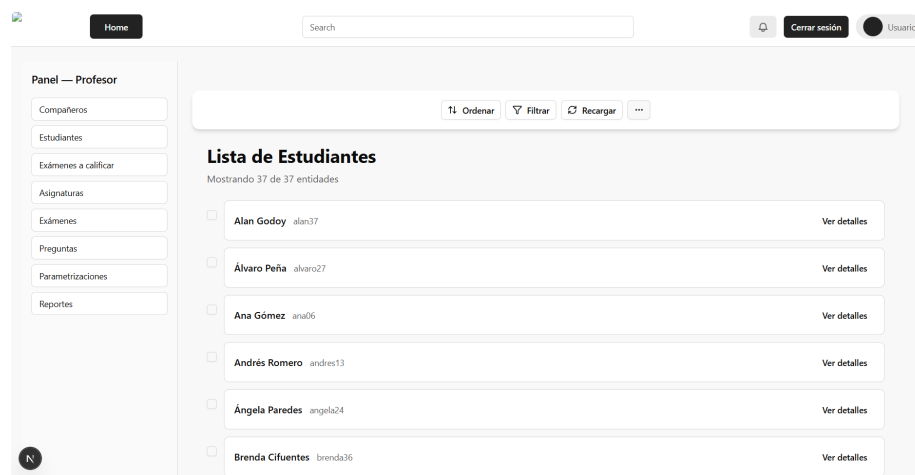 Home
Search
Cerrar sesión
Usuario
Panel — Profesor
Compañeros
Estudiantes
Exámenes a calificar
Asignaturas
Exámenes
Preguntas
Parametrizaciones
Reportes
N
Ordenar
Filtrar
Recargar
...
Lista de Estudiantes
Mostrando 37 de 37 entidades
Alan Godoy alan37 Ver detalles
Álvaro Peña alvaro27 Ver detalles
Ana Gómez ana06 Ver detalles
Andrés Romero andres13 Ver detalles
Ángela Paredes angela24 Ver detalles
Brenda Cifuentes brenda36 Ver detalles